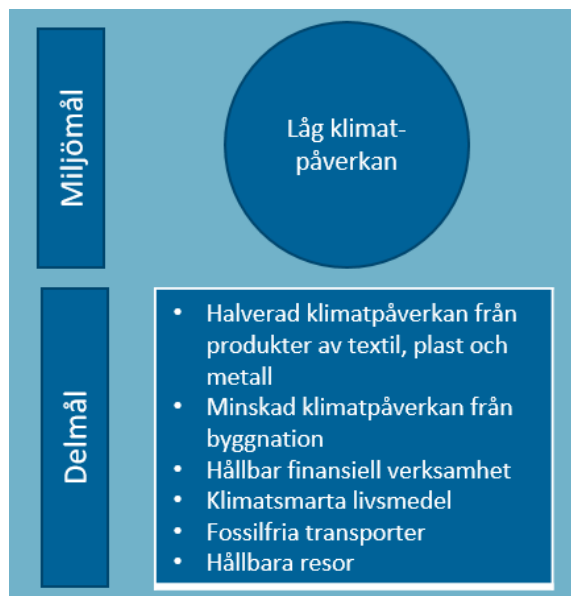 Miljömål
Låg klimat-
påverkan
Delmål
• Halverad klimatpåverkan från
produkter av textil, plast och
metall
• Minskad klimatpåverkan från
byggnation
• Hållbar finansiell verksamhet
• Klimatsmarta livsmedel
• Fossilfria transporter
• Hållbara resor